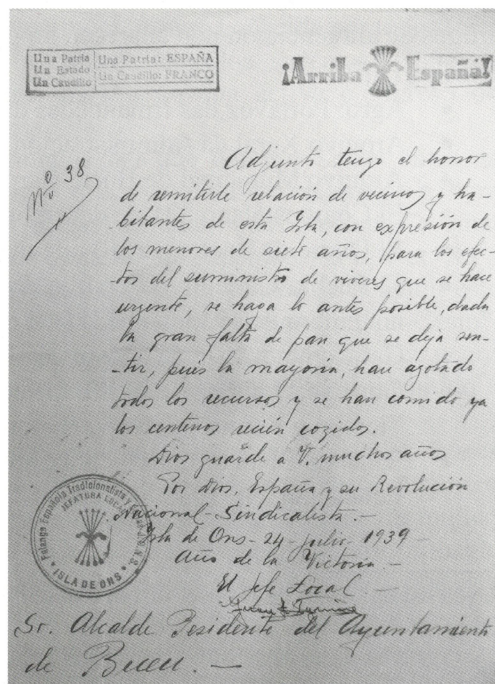 Una Patria
Un Estado
Un Caudillo
Una Patria: ESPAÑA
Un Caudillo: FRANCO
¡Arriba España!
Nº 38
Adjunto tengo el honor
de remitirle relación de vecinos y ha-
bitantes de esta Isla, con expresión de
los menores de siete años, para los efec-
tos del suministro de viveres que se hace
urgente, se haga lo antes posible, dada
la gran falta de pan que se deja sen-
-tir, pues la mayoria, han agotado
todos los recursos y se han comido ya
los centenos recién cogidos.
Dios guarde a V. muchos años
Por Dios, España y su Revolución
Nacional-Sindicalista.-
Isla de Ons-24-julio-1939-
Año de la Victoria.-
El Jefe Local.-
Falange Española Tradicionalista y
JEFATURA LOCAL
ISLA DE ONS
Sr. Alcalde Presidente del Ayuntamiento
de Bueu.-